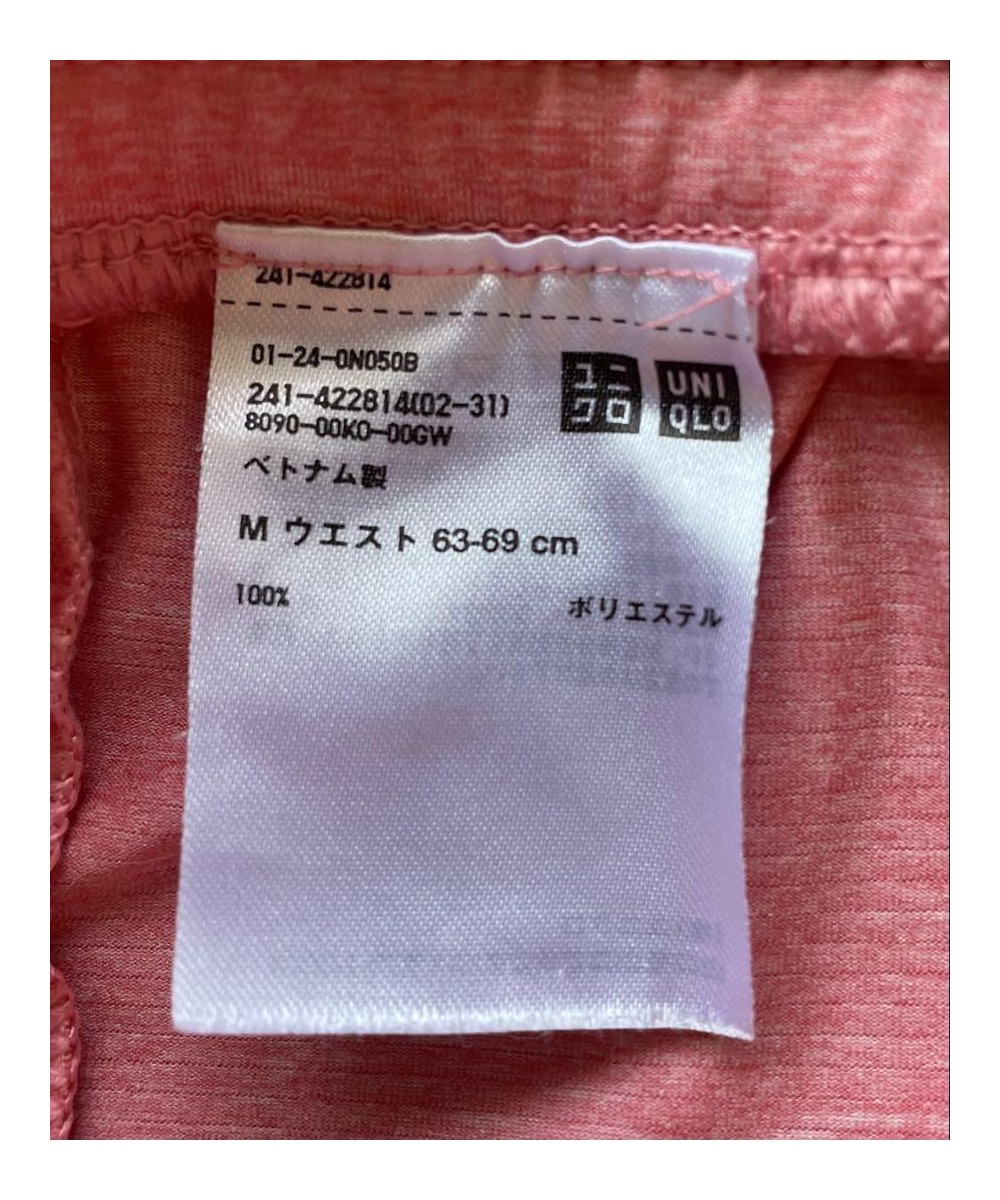 241-422814
01-24-0N050B
241-422814(02-31)
8090-00K0-00GW
ユニ
クロ
UNI
QLO
ベトナム製
M ウエスト 63-69 cm
100% ポリエステル